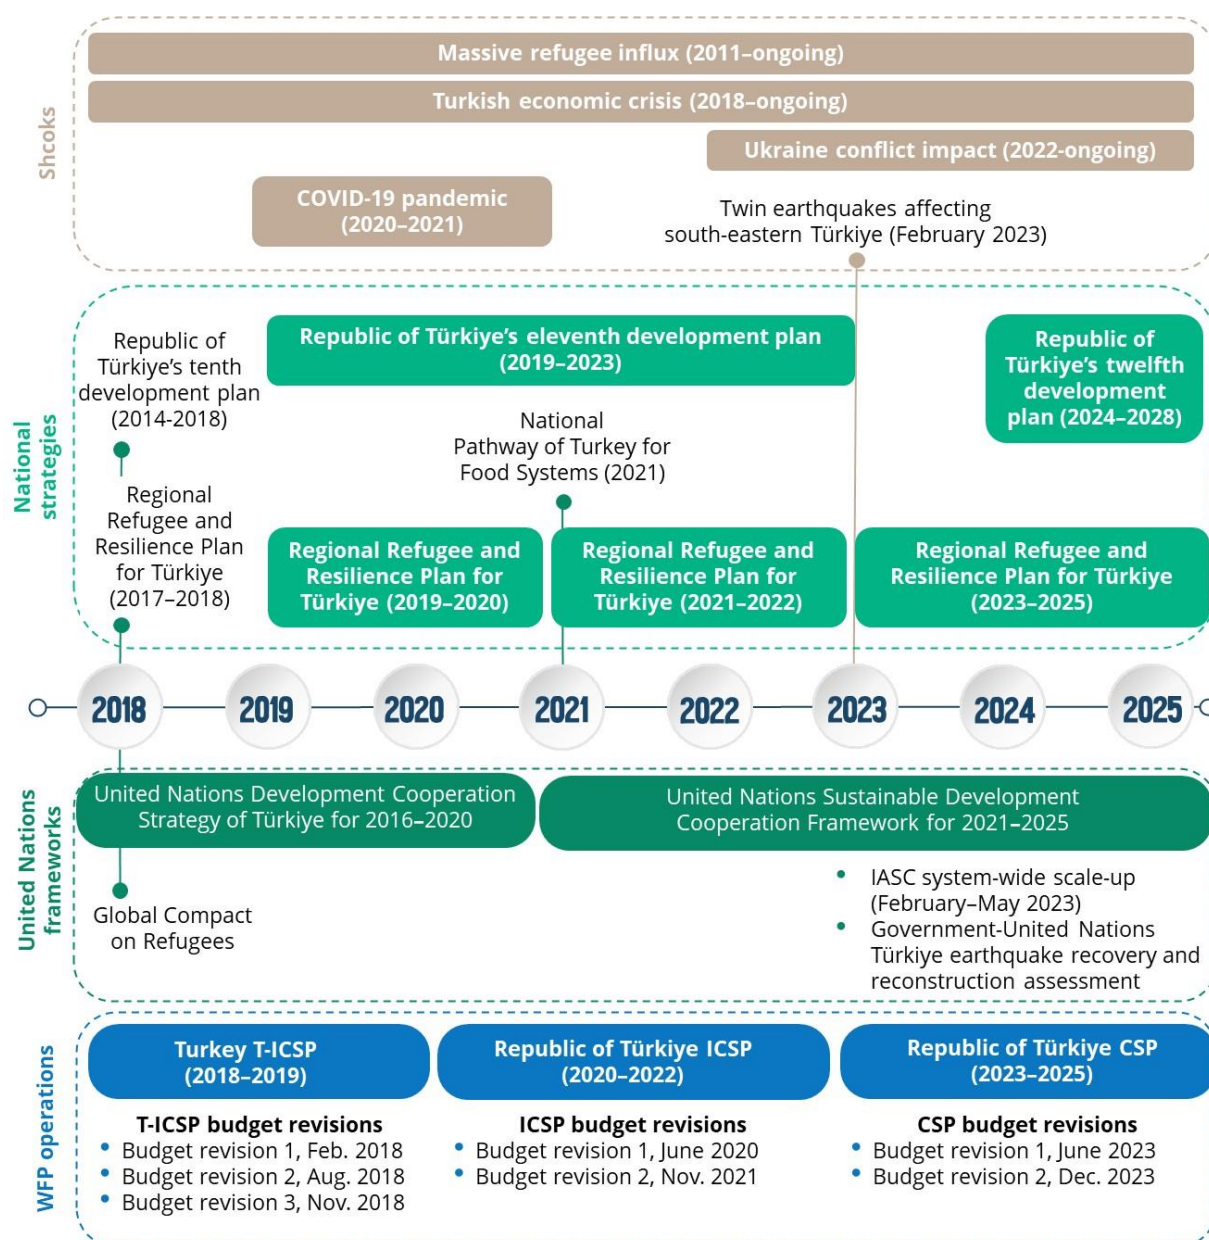 Shcoks
Massive refugee influx (2011–ongoing)
Turkish economic crisis (2018–ongoing)
Ukraine conflict impact (2022-ongoing)
COVID-19 pandemic
(2020–2021)
Twin earthquakes affecting
south-eastern Türkiye (February 2023)
National
strategies
Republic of
Türkiye’s tenth
development plan
(2014-2018)
Republic of Türkiye’s eleventh development plan
(2019–2023)
Republic of
Türkiye’s twelfth
development
plan (2024–2028)
National
Pathway of Turkey for
Food Systems (2021)
Regional
Refugee and
Resilience Plan
for Türkiye
(2017–2018)
Regional Refugee and
Resilience Plan for
Türkiye (2019–2020)
Regional Refugee and
Resilience Plan for
Türkiye (2021–2022)
Regional Refugee and
Resilience Plan for Türkiye
(2023–2025)
2018
2019
2020
2021
2022
2023
2024
2025
United Nations
frameworks
United Nations Development Cooperation
Strategy of Türkiye for 2016–2020
United Nations Sustainable Development
Cooperation Framework for 2021–2025
Global Compact
on Refugees
• IASC system-wide scale-up
(February–May 2023)
• Government-United Nations
Türkiye earthquake recovery and
reconstruction assessment
WFP operations
Turkey T-ICSP
(2018–2019)
Republic of Türkiye ICSP
(2020–2022)
Republic of Türkiye CSP
(2023–2025)
T-ICSP budget revisions
• Budget revision 1, Feb. 2018
• Budget revision 2, Aug. 2018
• Budget revision 3, Nov. 2018
ICSP budget revisions
• Budget revision 1, June 2020
• Budget revision 2, Nov. 2021
CSP budget revisions
• Budget revision 1, June 2023
• Budget revision 2, Dec. 2023